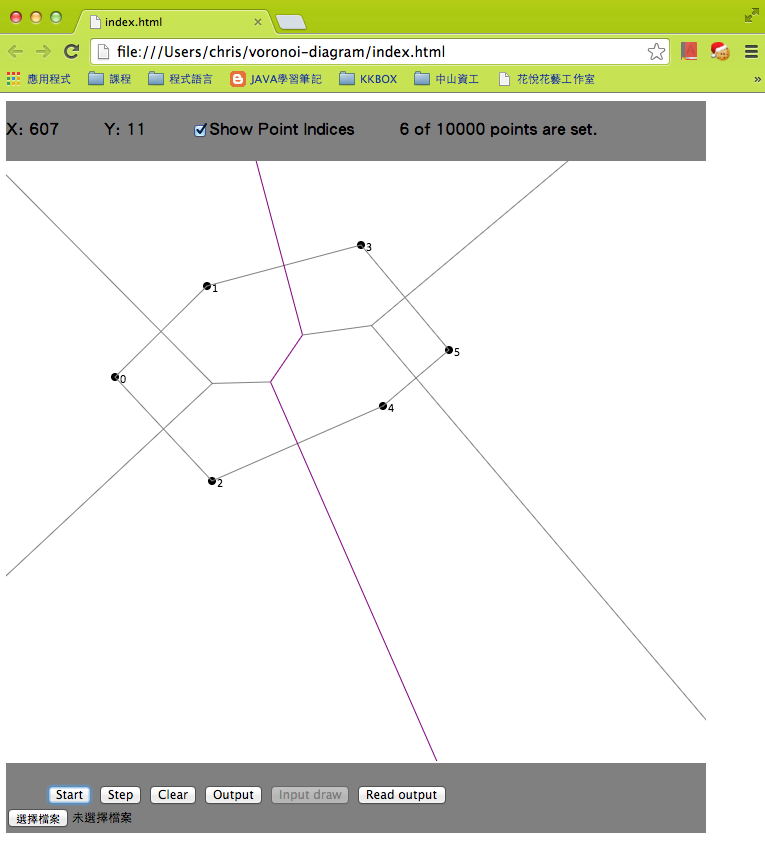 index.html
file:///Users/chris/voronoi-diagram/index.html
應用程式 課程 程式語言 JAVA學習筆記 KKBOX 中山資工 花悅花藝工作室 »
X: 607 Y: 11 Show Point Indices 6 of 10000 points are set.
3
1
5
0
4
2
Start Step Clear Output Input draw Read output
選擇檔案 未選擇檔案